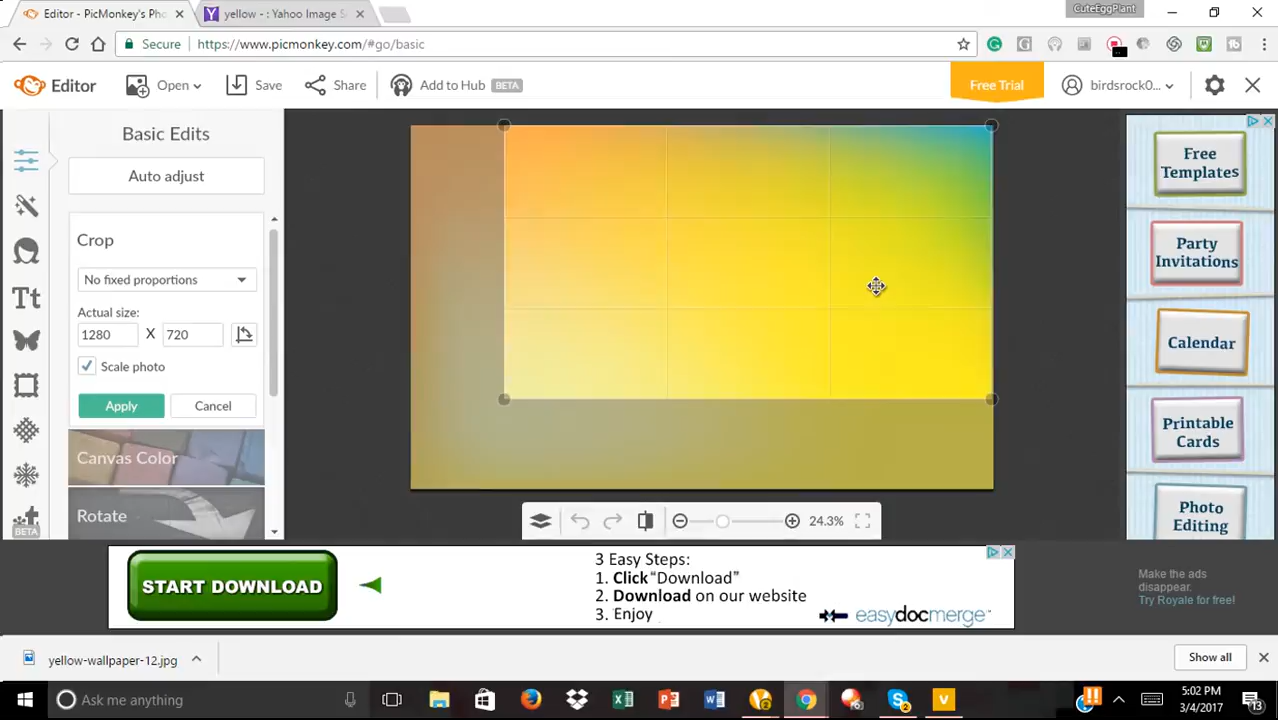 CuteEggPlant
Editor - PicMonkey's Pho
yellow - : Yahoo Image S
Secure
https://www.picmonkey.com/#go/basic
Editor
Open
Save
Share
Add to Hub BETA
Free Trial
birdsrock0...
Basic Edits
Auto adjust
Crop
No fixed proportions
Actual size:
1280 X 720
Scale photo
Apply
Cancel
Canvas Color
Rotate
Tt
BETA
24.3%
Free
Templates
Party
Invitations
Calendar
Printable
Cards
Photo
Editing
START DOWNLOAD
3 Easy Steps:
1. Click "Download"
2. Download on our website
3. Enjoy
easydocmerge
Make the ads
disappear.
Try Royale for free!
yellow-wallpaper-12.jpg
Show all
Ask me anything
5:02 PM
3/4/2017
13